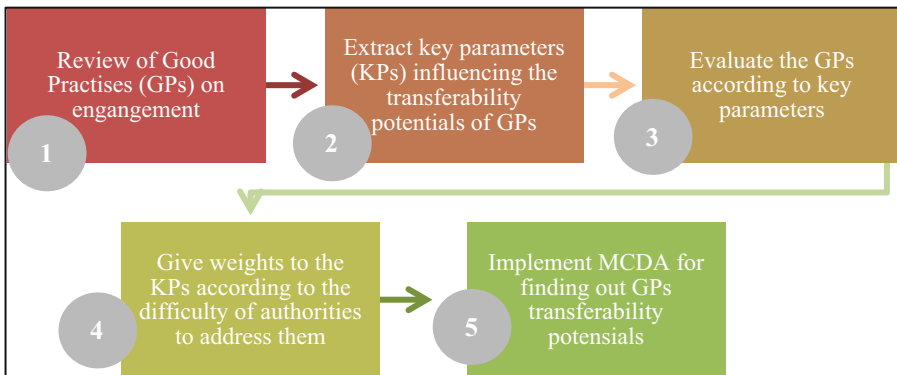 Review of Good
Practises (GPs) on
engangement
1
Extract key parameters
(KPs) influencing the
transferability
potentials of GPs
2
Evaluate the GPs
according to key
parameters
3
Give weights to the
KPs according to the
difficulty of authorities
to address them
4
Implement MCDA for
finding out GPs
transferability
potensials
5